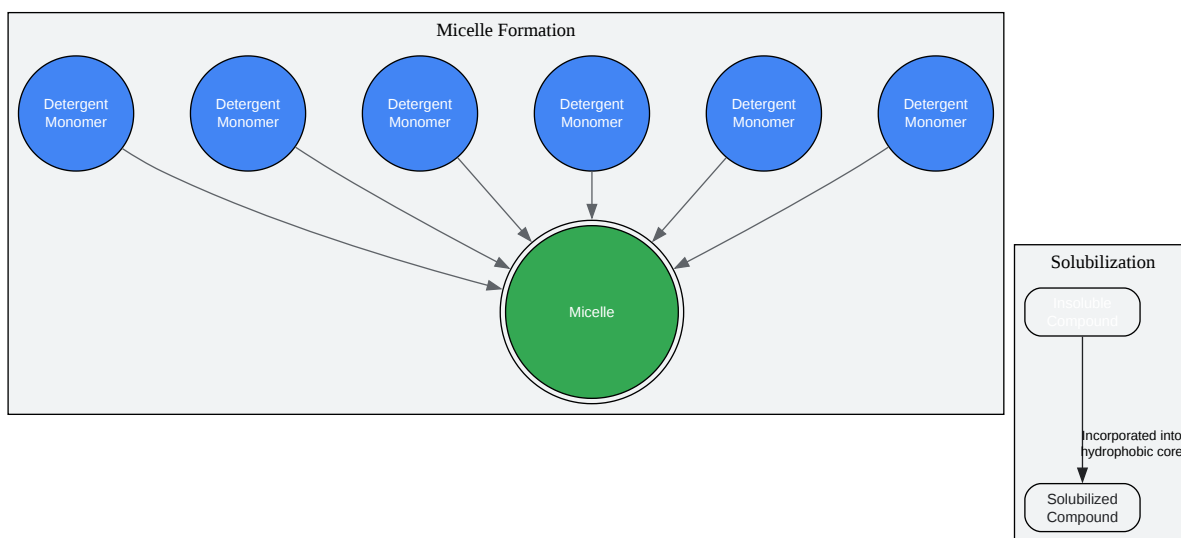 Micelle Formation
Detergent
Monomer
Detergent
Monomer
Detergent
Monomer
Detergent
Monomer
Detergent
Monomer
Detergent
Monomer
Micelle
Solubilization
Insoluble
Compound
Incorporated into
hydrophobic core
Solubilized
Compound